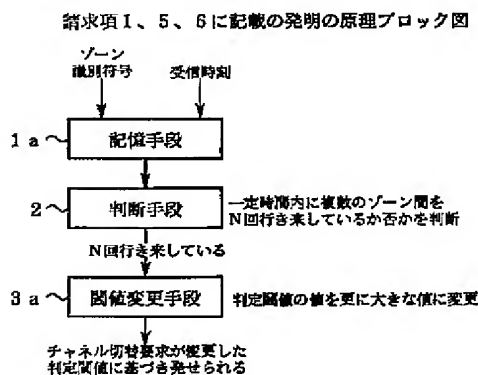 請求項1、5、6に記載の発明の原理ブロック図
ゾーン
識別符号
受信時刻
1a
記憶手段
2
判断手段
一定時間内に複数のゾーン間を
N回行き来しているか否かを判断
N回行き来している
3a
閾値変更手段
判定閾値の値を更に大きな値に変更
チャネル切替要求が変更した
判定閾値に基づき発せられる